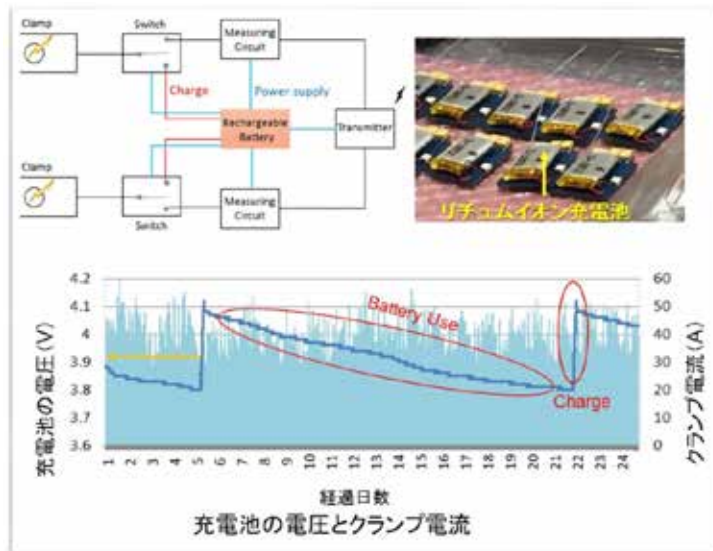 Clamp
Switch
Measuring
Circuit
Charge
Power supply
Rechargeable
Battery
Transmitter
Clamp
Switch
Measuring
Circuit
リチュムイオン充電池
4.2
4.1
4
3.9
3.8
3.7
3.6
充電池の電圧(V)
60
50
40
30
20
10
0
クランプ電流(A)
Battery Use
Charge
1 2 3 4 5 6 7 8 9 10 11 12 13 14 15 16 17 18 19 20 21 22 23 24
経過日数
充電池の電圧とクランプ電流